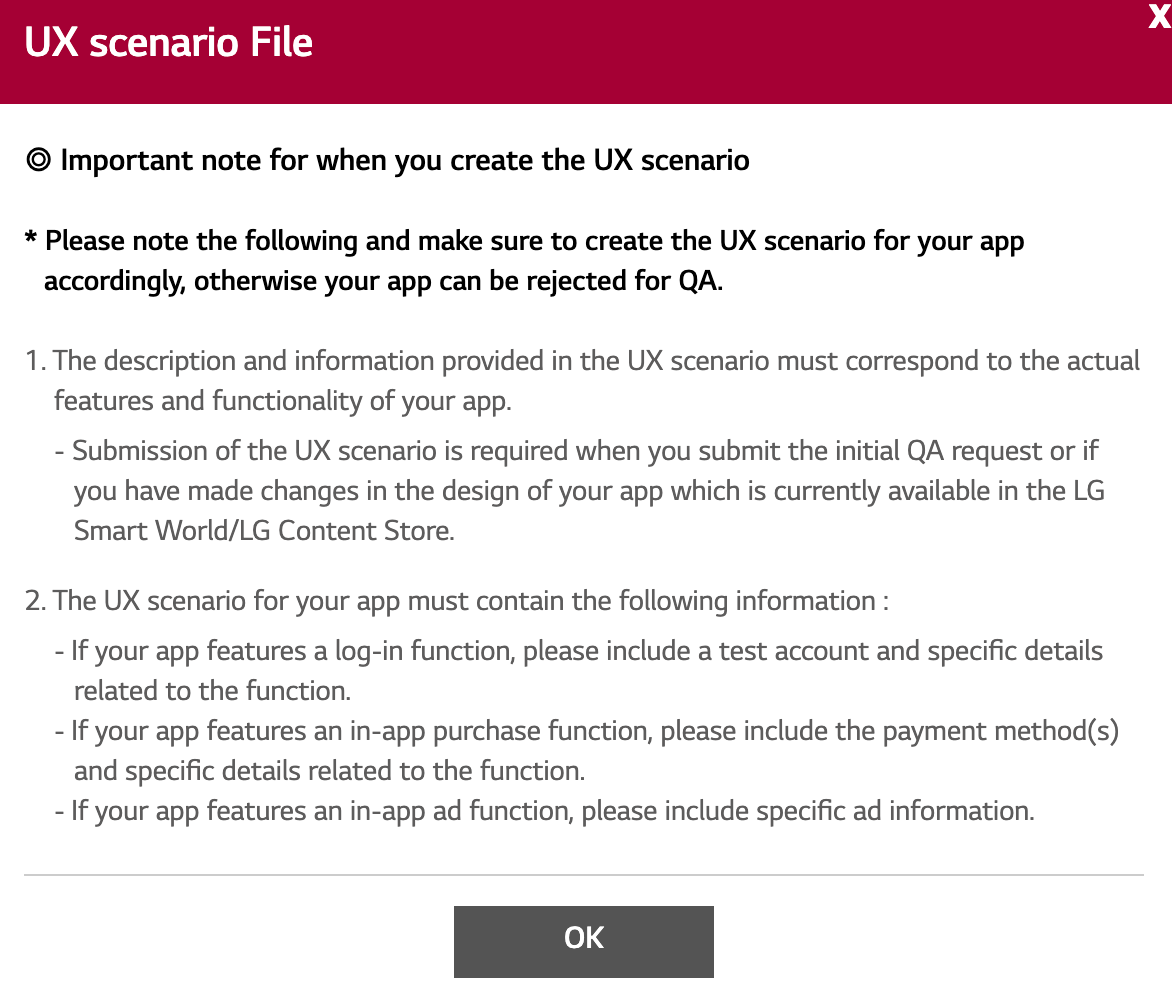 UX scenario File
X
◎ Important note for when you create the UX scenario
* Please note the following and make sure to create the UX scenario for your app
accordingly, otherwise your app can be rejected for QA.
1. The description and information provided in the UX scenario must correspond to the actual
features and functionality of your app.
- Submission of the UX scenario is required when you submit the initial QA request or if
you have made changes in the design of your app which is currently available in the LG
Smart World/LG Content Store.
2. The UX scenario for your app must contain the following information :
- If your app features a log-in function, please include a test account and specific details
related to the function.
- If your app features an in-app purchase function, please include the payment method(s)
and specific details related to the function.
- If your app features an in-app ad function, please include specific ad information.
OK